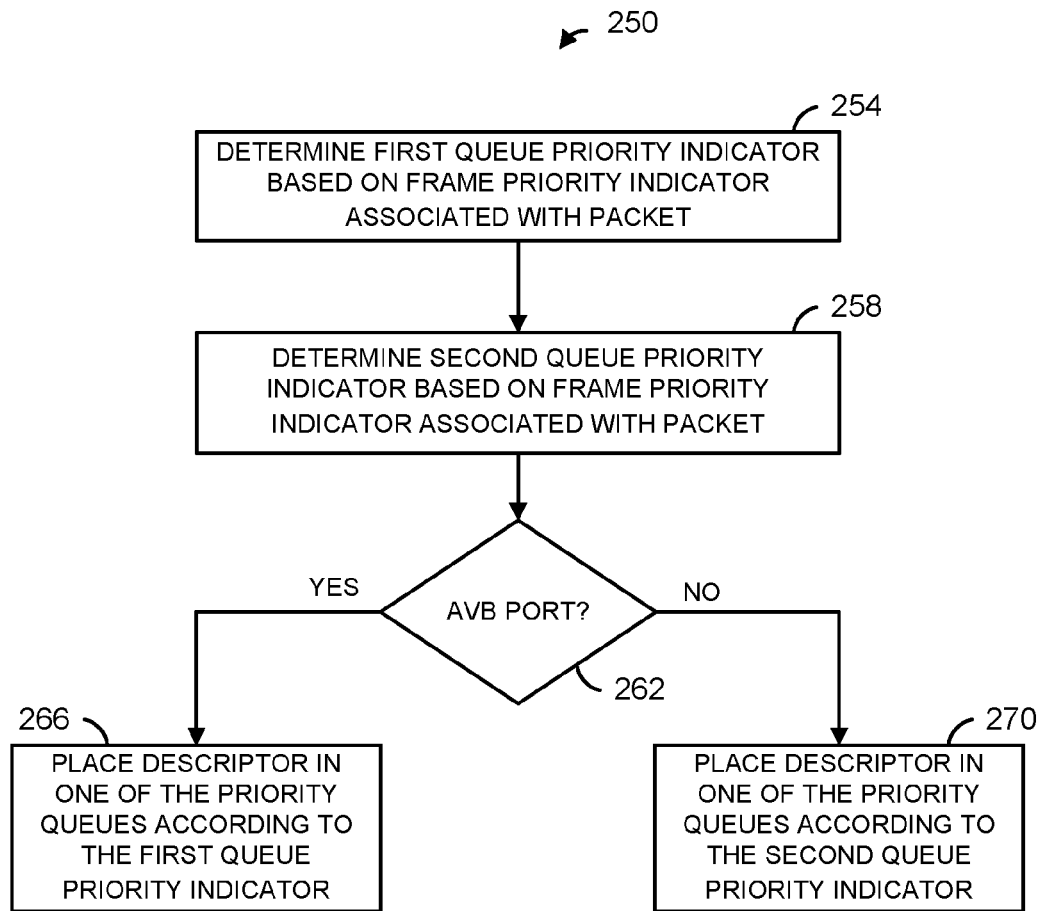 250
254
DETERMINE FIRST QUEUE PRIORITY INDICATOR
BASED ON FRAME PRIORITY INDICATOR
ASSOCIATED WITH PACKET
258
DETERMINE SECOND QUEUE PRIORITY
INDICATOR BASED ON FRAME PRIORITY
INDICATOR ASSOCIATED WITH PACKET
YES
AVB PORT?
NO
262
266
PLACE DESCRIPTOR IN
ONE OF THE PRIORITY
QUEUES ACCORDING TO
THE FIRST QUEUE
PRIORITY INDICATOR
270
PLACE DESCRIPTOR IN
ONE OF THE PRIORITY
QUEUES ACCORDING TO
THE SECOND QUEUE
PRIORITY INDICATOR